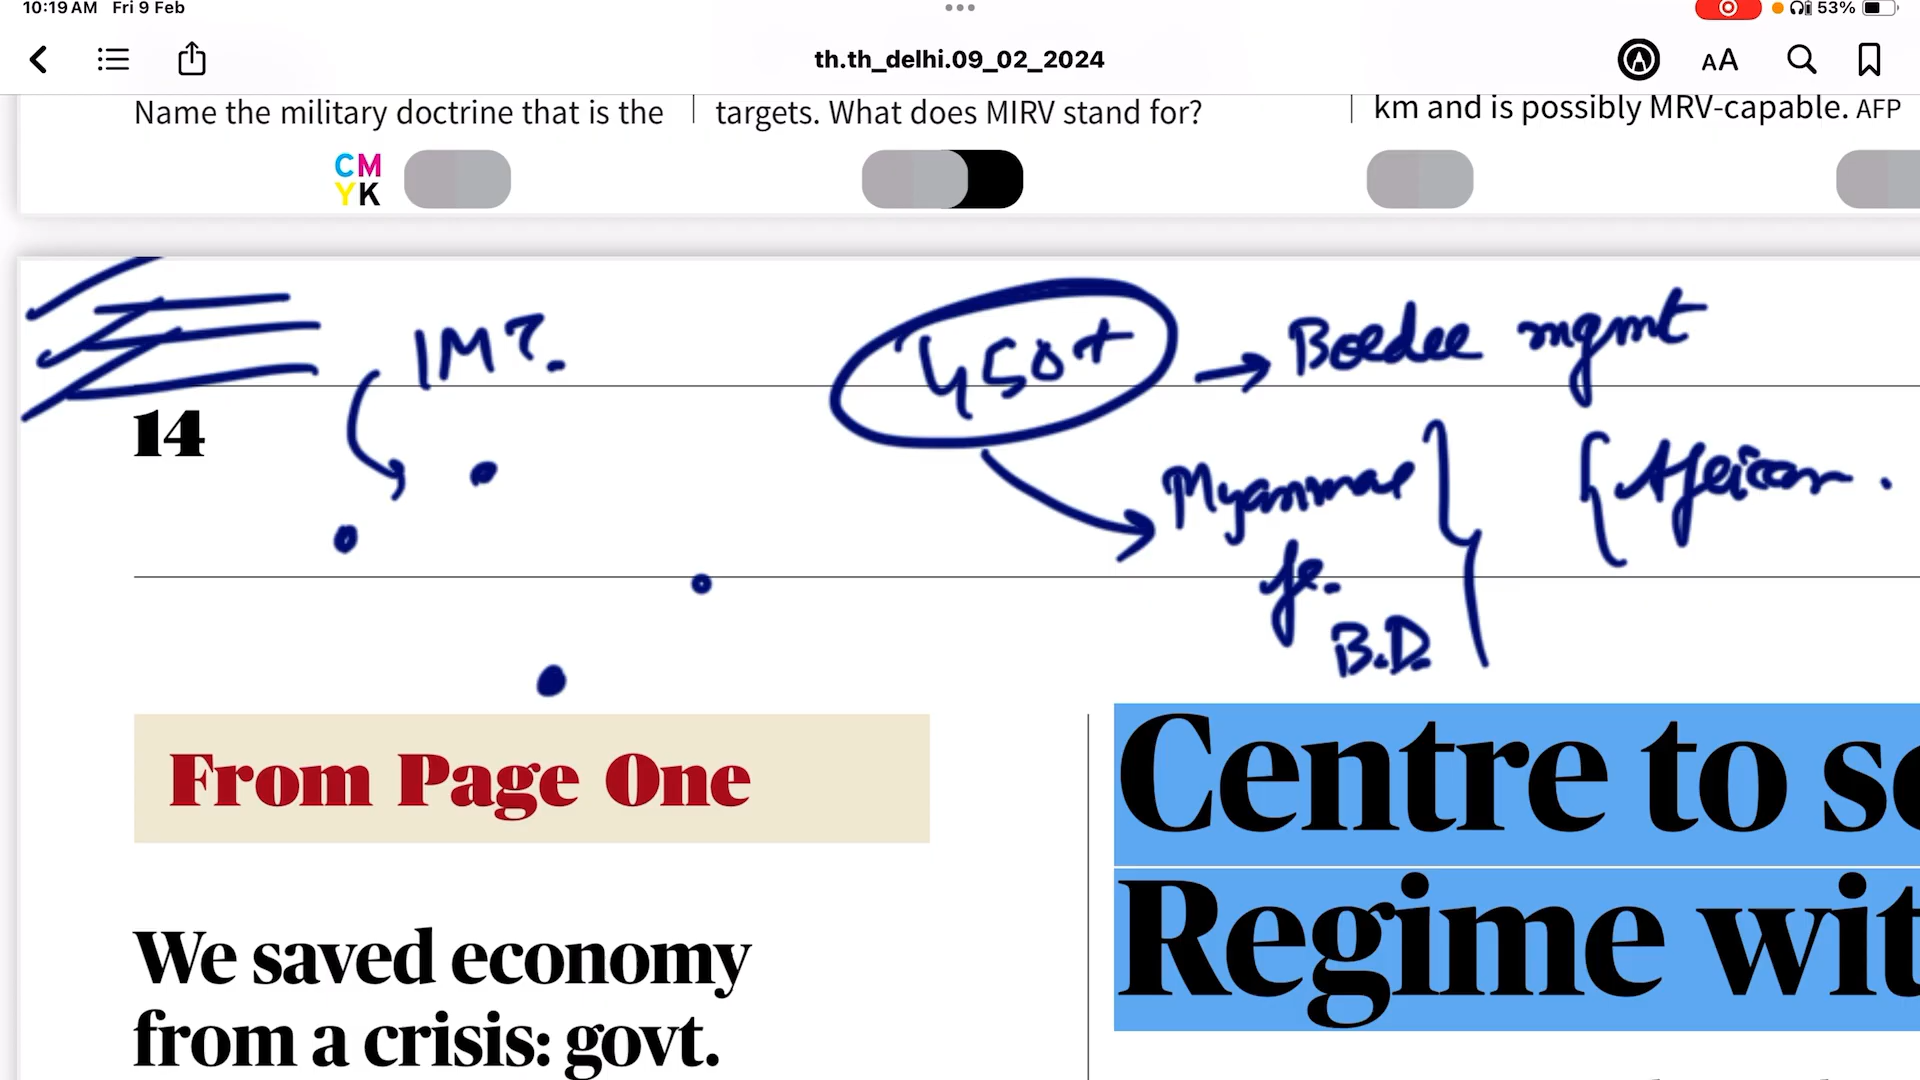 10:19 AM Fri 9 Feb
53%
th.th_delhi.09_02_2024
AA
Name the military doctrine that is the
targets. What does MIRV stand for?
km and is possibly MRV-capable. AFP
CM
YK
IM?.
450+ → Border mgmt
14
Myanmar
African.
B.D.
From Page One
Centre to s
Regime wit
We saved economy
from a crisis: govt.